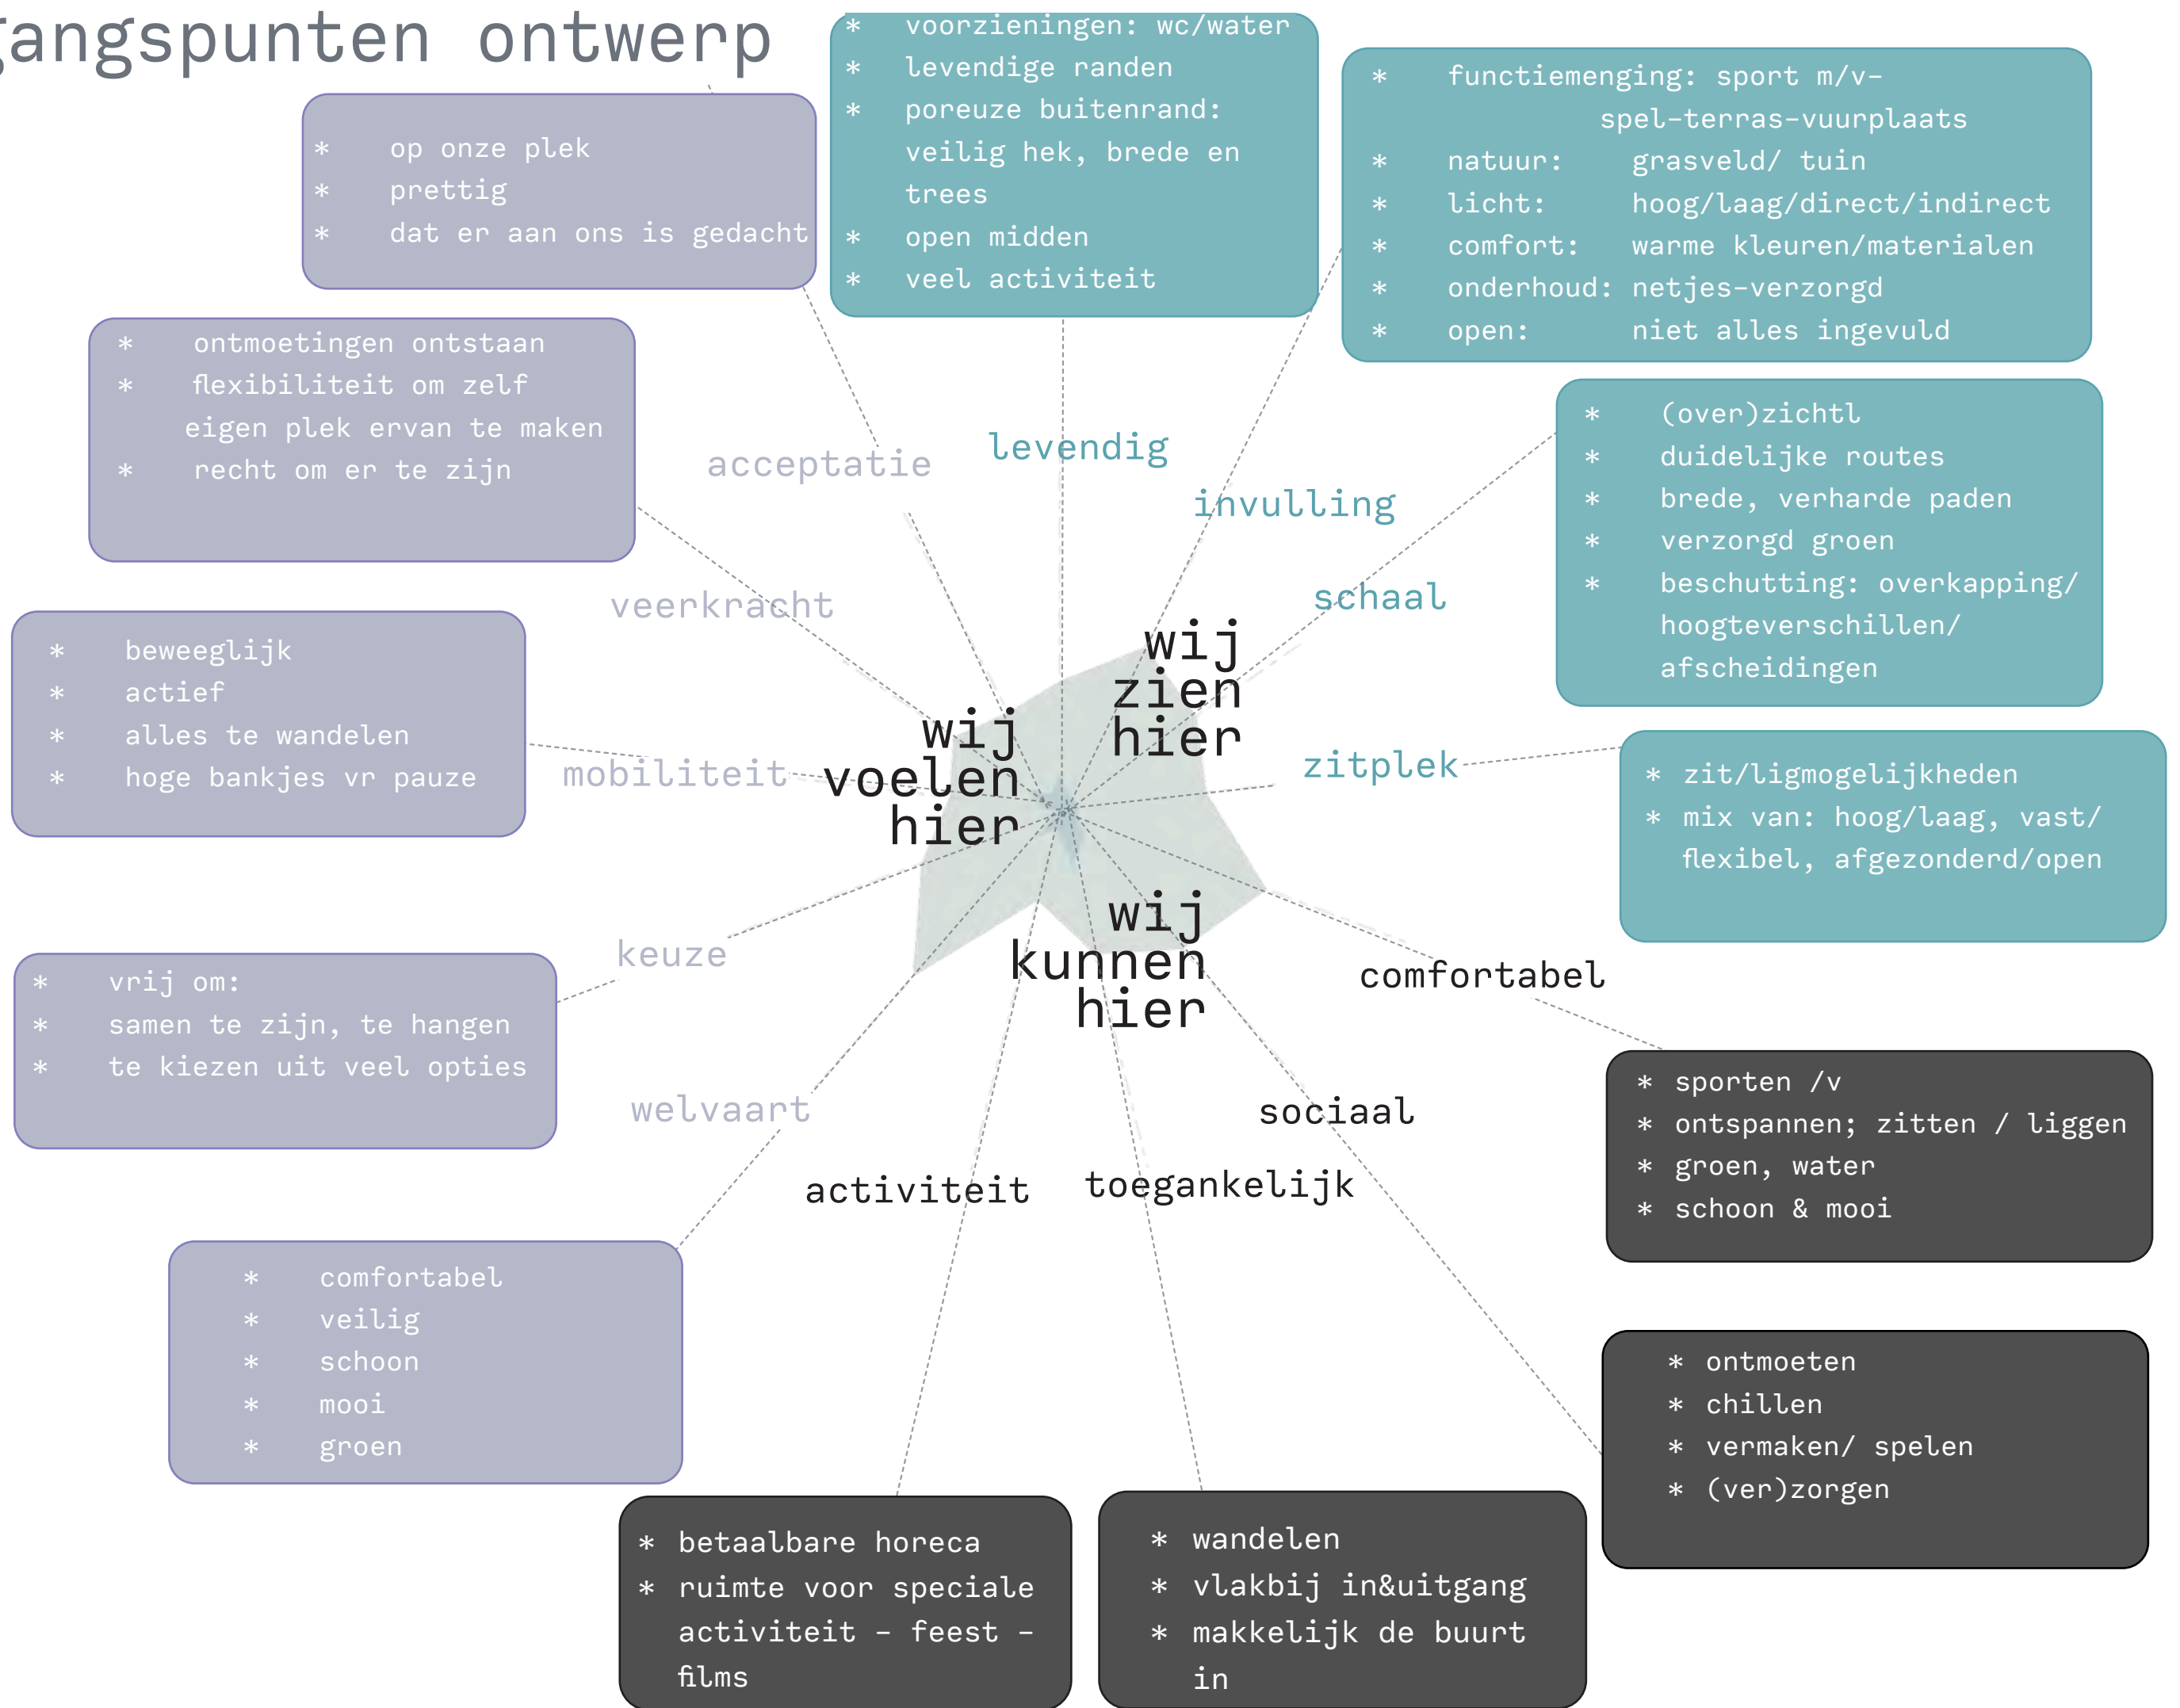 gangspunten ontwerp
* op onze plek
* prettig
* dat er aan ons is gedacht
* voorzieningen: wc/water
* levendige randen
* poreuze buitenrand:
veilig hek, brede en
trees
* open midden
* veel activiteit
* functiemenging: sport m/v-
spel-terras-vuurplaats
* natuur: grasveld/ tuin
* licht: hoog/laag/direct/indirect
* comfort: warme kleuren/materialen
* onderhoud: netjes-verzorgd
* open: niet alles ingevuld
* ontmoetingen ontstaan
* flexibiliteit om zelf
eigen plek ervan te maken
* recht om er te zijn
* (over)zichtl
* duidelijke routes
* brede, verharde paden
* verzorgd groen
* beschutting: overkapping/
hoogteverschillen/
afscheidingen
acceptatie
levendig
invulling
schaal
veerkracht
* beweeglijk
* actief
* alles te wandelen
* hoge bankjes vr pauze
mobiliteit
wij
voelen
hier
wij
zien
hier
zitplek
* zit/ligmogelijkheden
* mix van: hoog/laag, vast/
flexibel, afgezonderd/open
wij
kunnen
hier
keuze
comfortabel
* vrij om:
* samen te zijn, te hangen
* te kiezen uit veel opties
welvaart
sociaal
activiteit
toegankelijk
* sporten /v
* ontspannen; zitten / liggen
* groen, water
* schoon & mooi
* comfortabel
* veilig
* schoon
* mooi
* groen
* ontmoeten
* chillen
* vermaken/ spelen
* (ver)zorgen
* betaalbare horeca
* ruimte voor speciale
activiteit - feest -
films
* wandelen
* vlakbij in&uitgang
* makkelijk de buurt
in